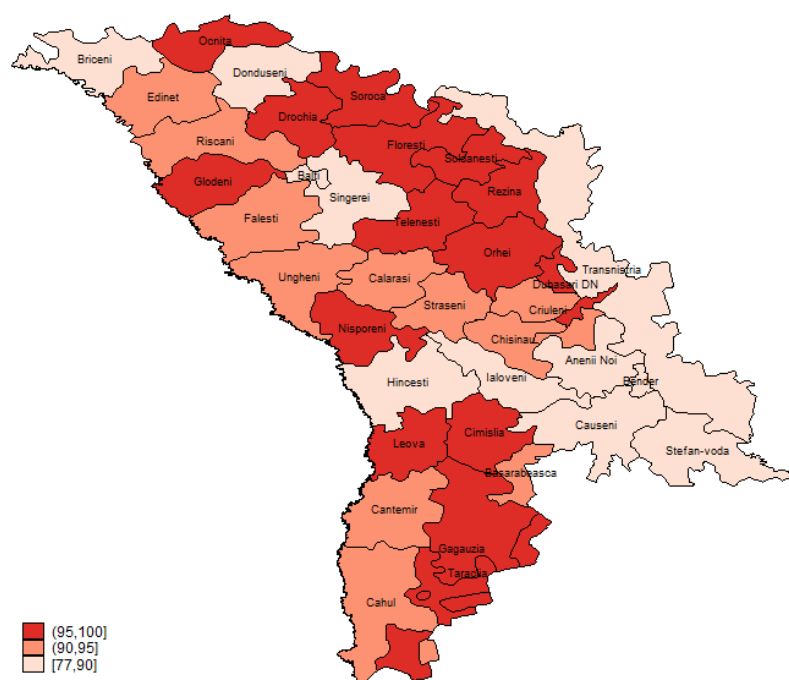 Oonita
Briceni
Donduseni
Edinet
Soroca
Drochia
Riscani
Floresti
Soldanesti
Glodeni
Balti
Singerei
Rezina
Falesti
Telenesti
Orhei
Ungheni
Calarasi
Transnistria
Dubasari DN
Straseni
Criuleni
Nisporeni
Chisinau
Anenii Noi
Ialoveni
Hincesti
Bender
Causeni
Cimislia
Leova
Stefan-voda
Basarabeasca
Cantemir
Gagauzia
Taraclia
Cahul
(95,100]
(90,95]
[77,90]